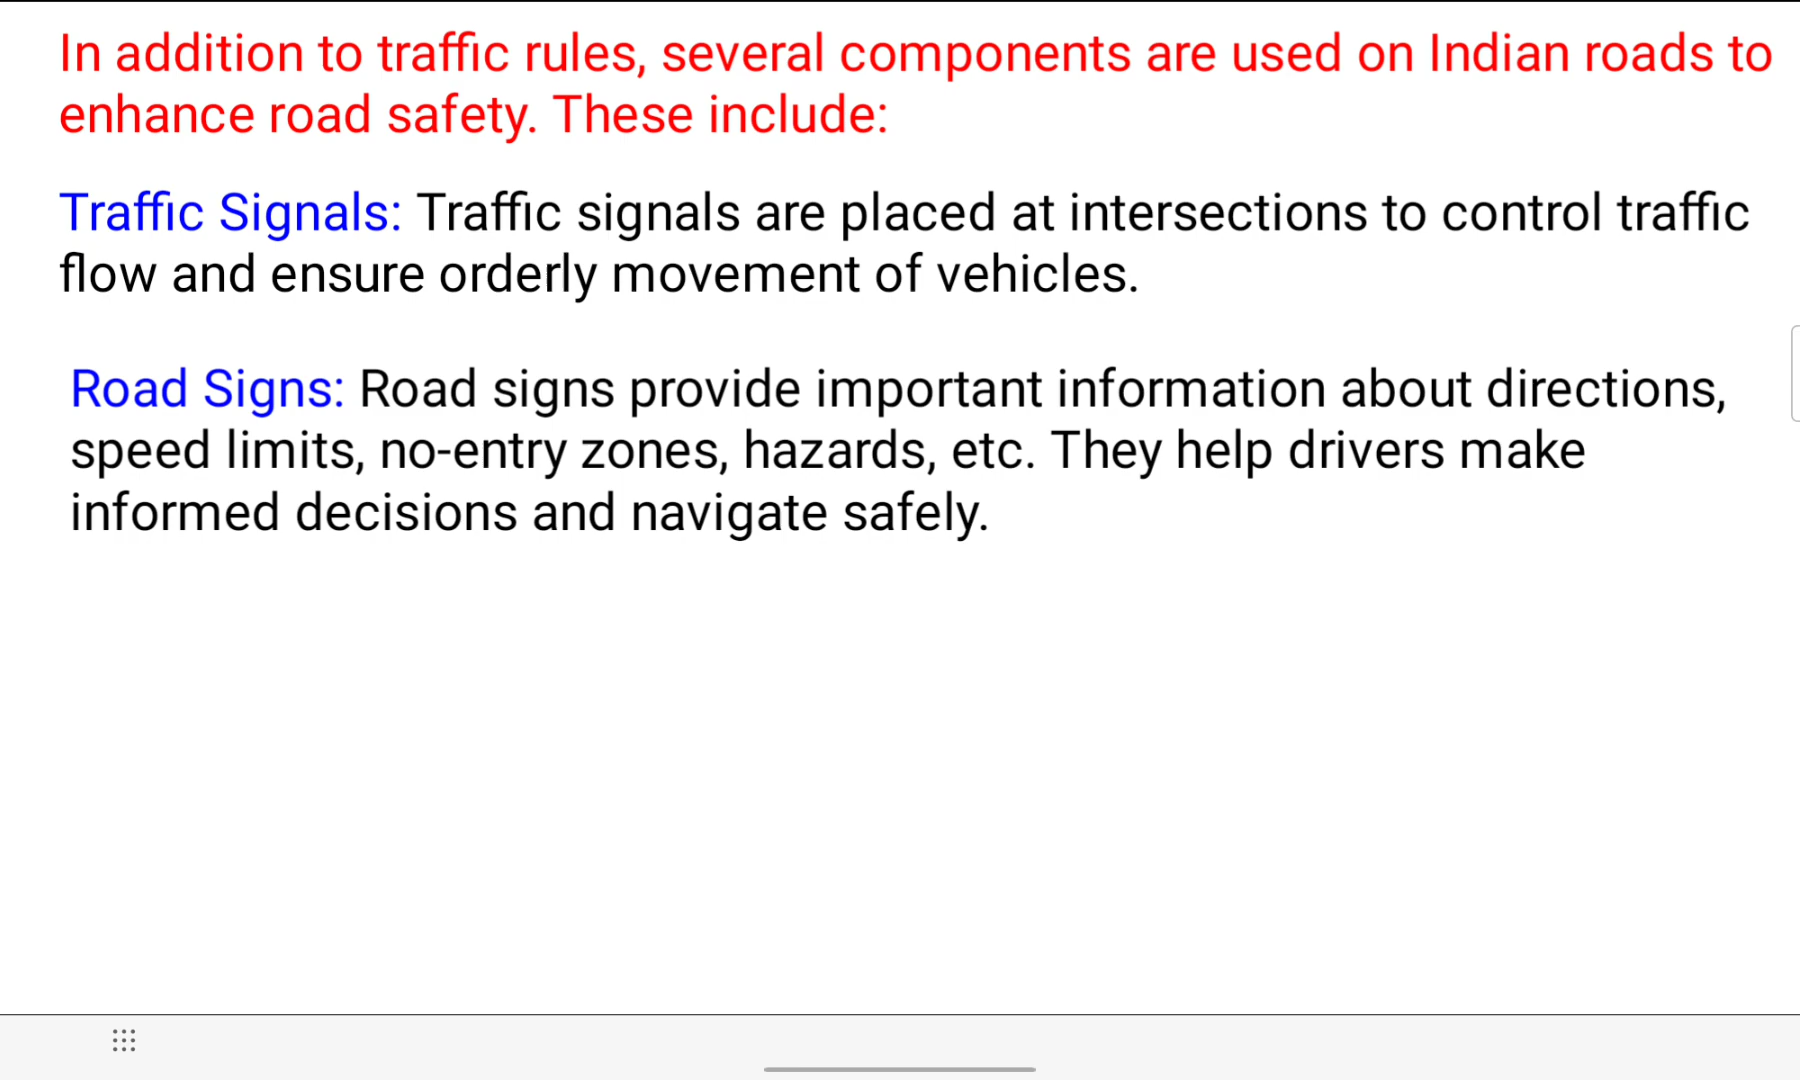 In addition to traffic rules, several components are used on Indian roads to
enhance road safety. These include:
Traffic Signals: Traffic signals are placed at intersections to control traffic
flow and ensure orderly movement of vehicles.
Road Signs: Road signs provide important information about directions,
speed limits, no-entry zones, hazards, etc. They help drivers make
informed decisions and navigate safely.